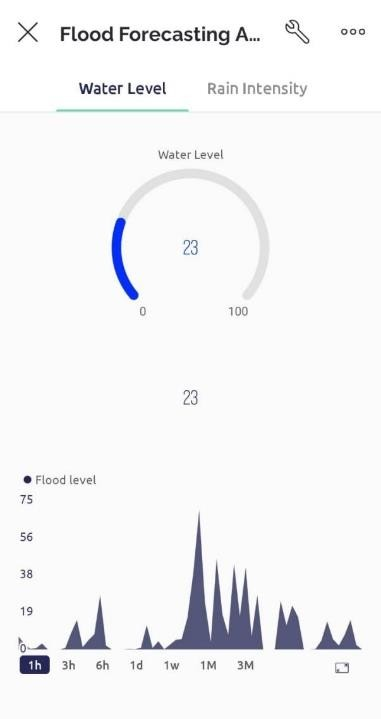 Flood Forecasting A...
Water Level Rain Intensity
Water Level
23
0 100
23
Flood level
75
56
38
19
0
1h 3h 6h 1d 1w 1M 3M